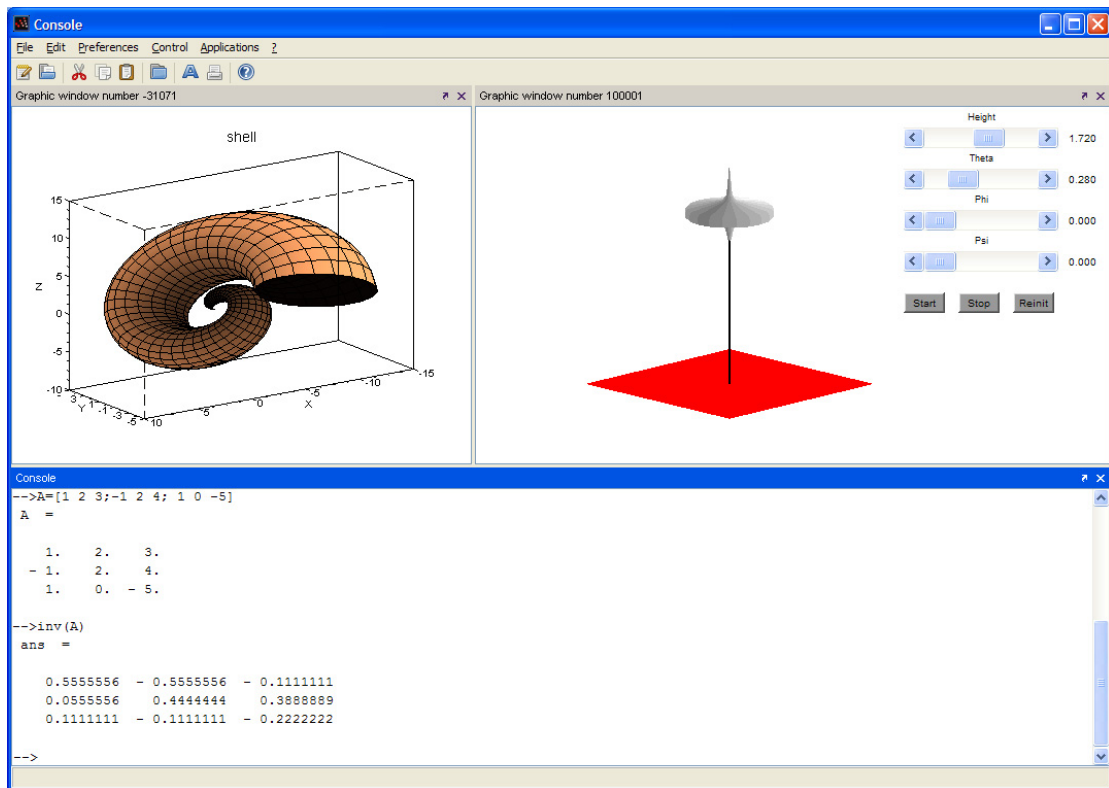 Console
File Edit Preferences Control Applications ?
Graphic window number -31071
shell
15
10
5
0
-5
-10
Z
3 1 -1 -3 -5
Y
10 5 0 -5 -10 -15
X
Graphic window number 100001
Height
1.720
Theta
0.280
Phi
0.000
Psi
0.000
Start Stop Reinit
Console
-->A=[1 2 3;-1 2 4; 1 0 -5]
A =
1. 2. 3.
- 1. 2. 4.
1. 0. - 5.
-->inv(A)
ans =
0.5555556 - 0.5555556 - 0.1111111
0.0555556 0.4444444 0.3888889
0.1111111 - 0.1111111 - 0.2222222
-->